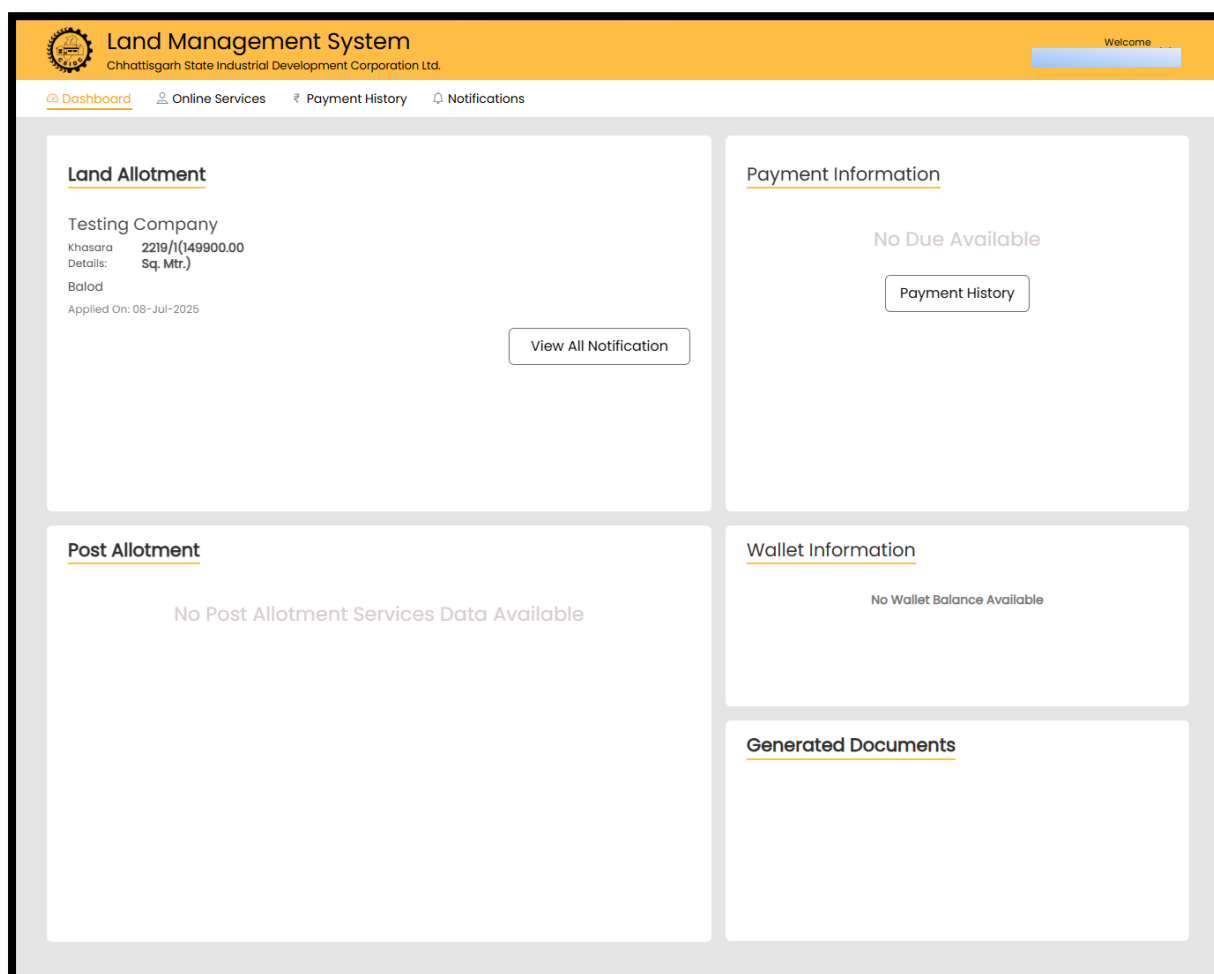 Land Management System
Chhattisgarh State Industrial Development Corporation Ltd.
Welcome
Dashboard
Online Services
₹ Payment History
Notifications
Land Allotment
Testing Company
Khasara Details:
2219/1(149900.00
Sq. Mtr.)
Balod
Applied On: 08-Jul-2025
View All Notification
Payment Information
No Due Available
Payment History
Post Allotment
No Post Allotment Services Data Available
Wallet Information
No Wallet Balance Available
Generated Documents